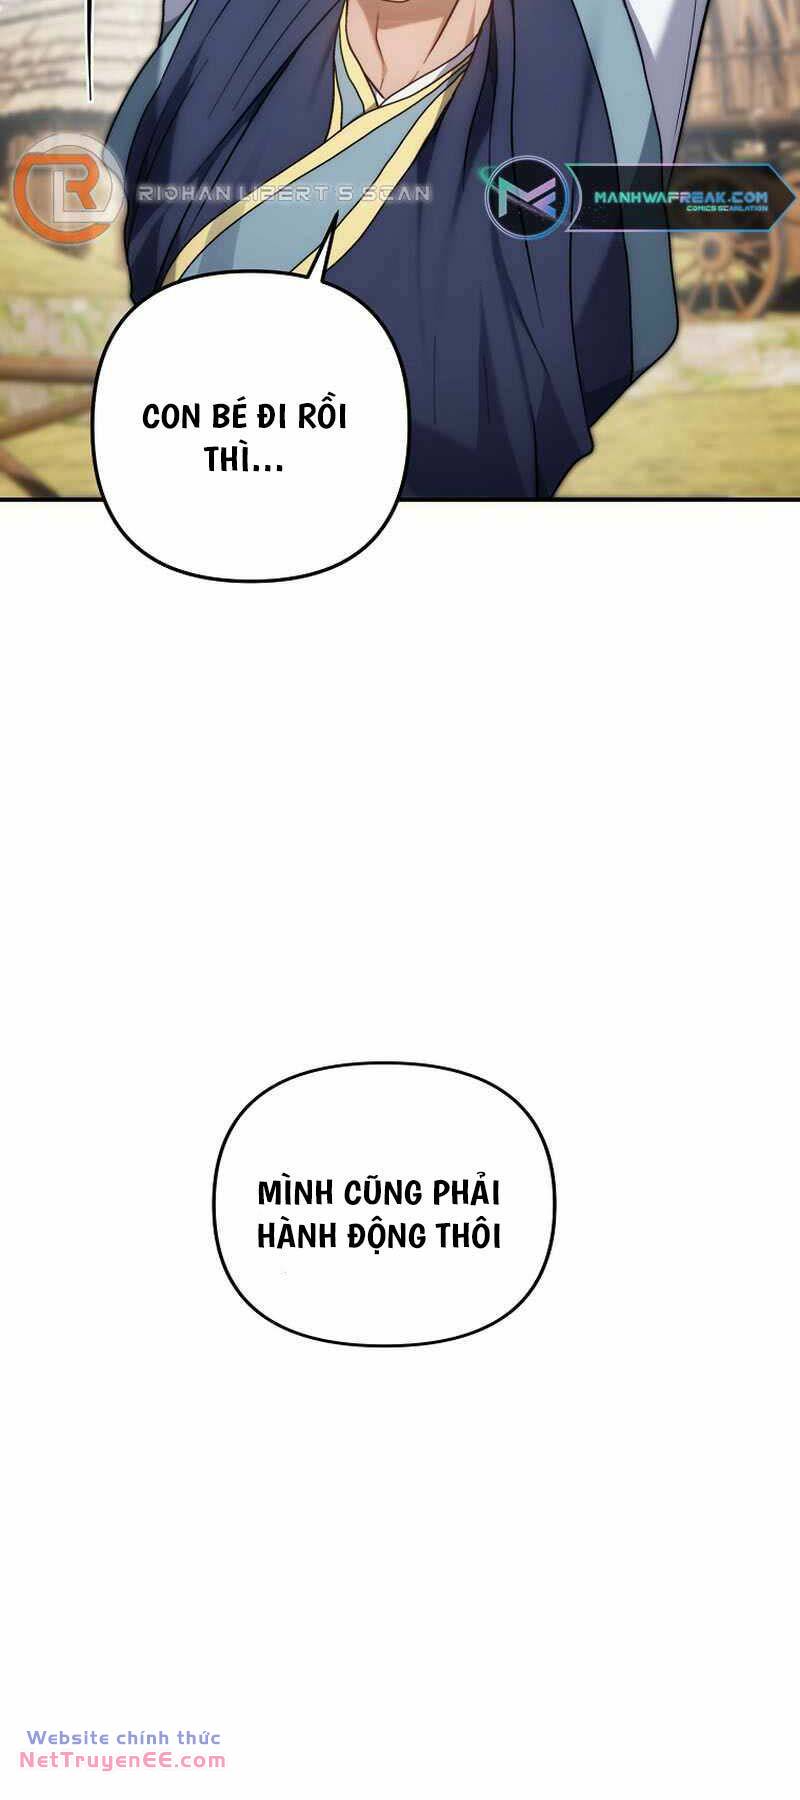 RIOHAN LIBERT'S SCAN
MANHWAFREAK.COM
COMICS SCANLATION
CON BÉ ĐI RỒI
THÌ...
MÌNH CŨNG PHẢI
HÀNH ĐỘNG THÔI
Website chính thức
NETTRUYENEE.COM